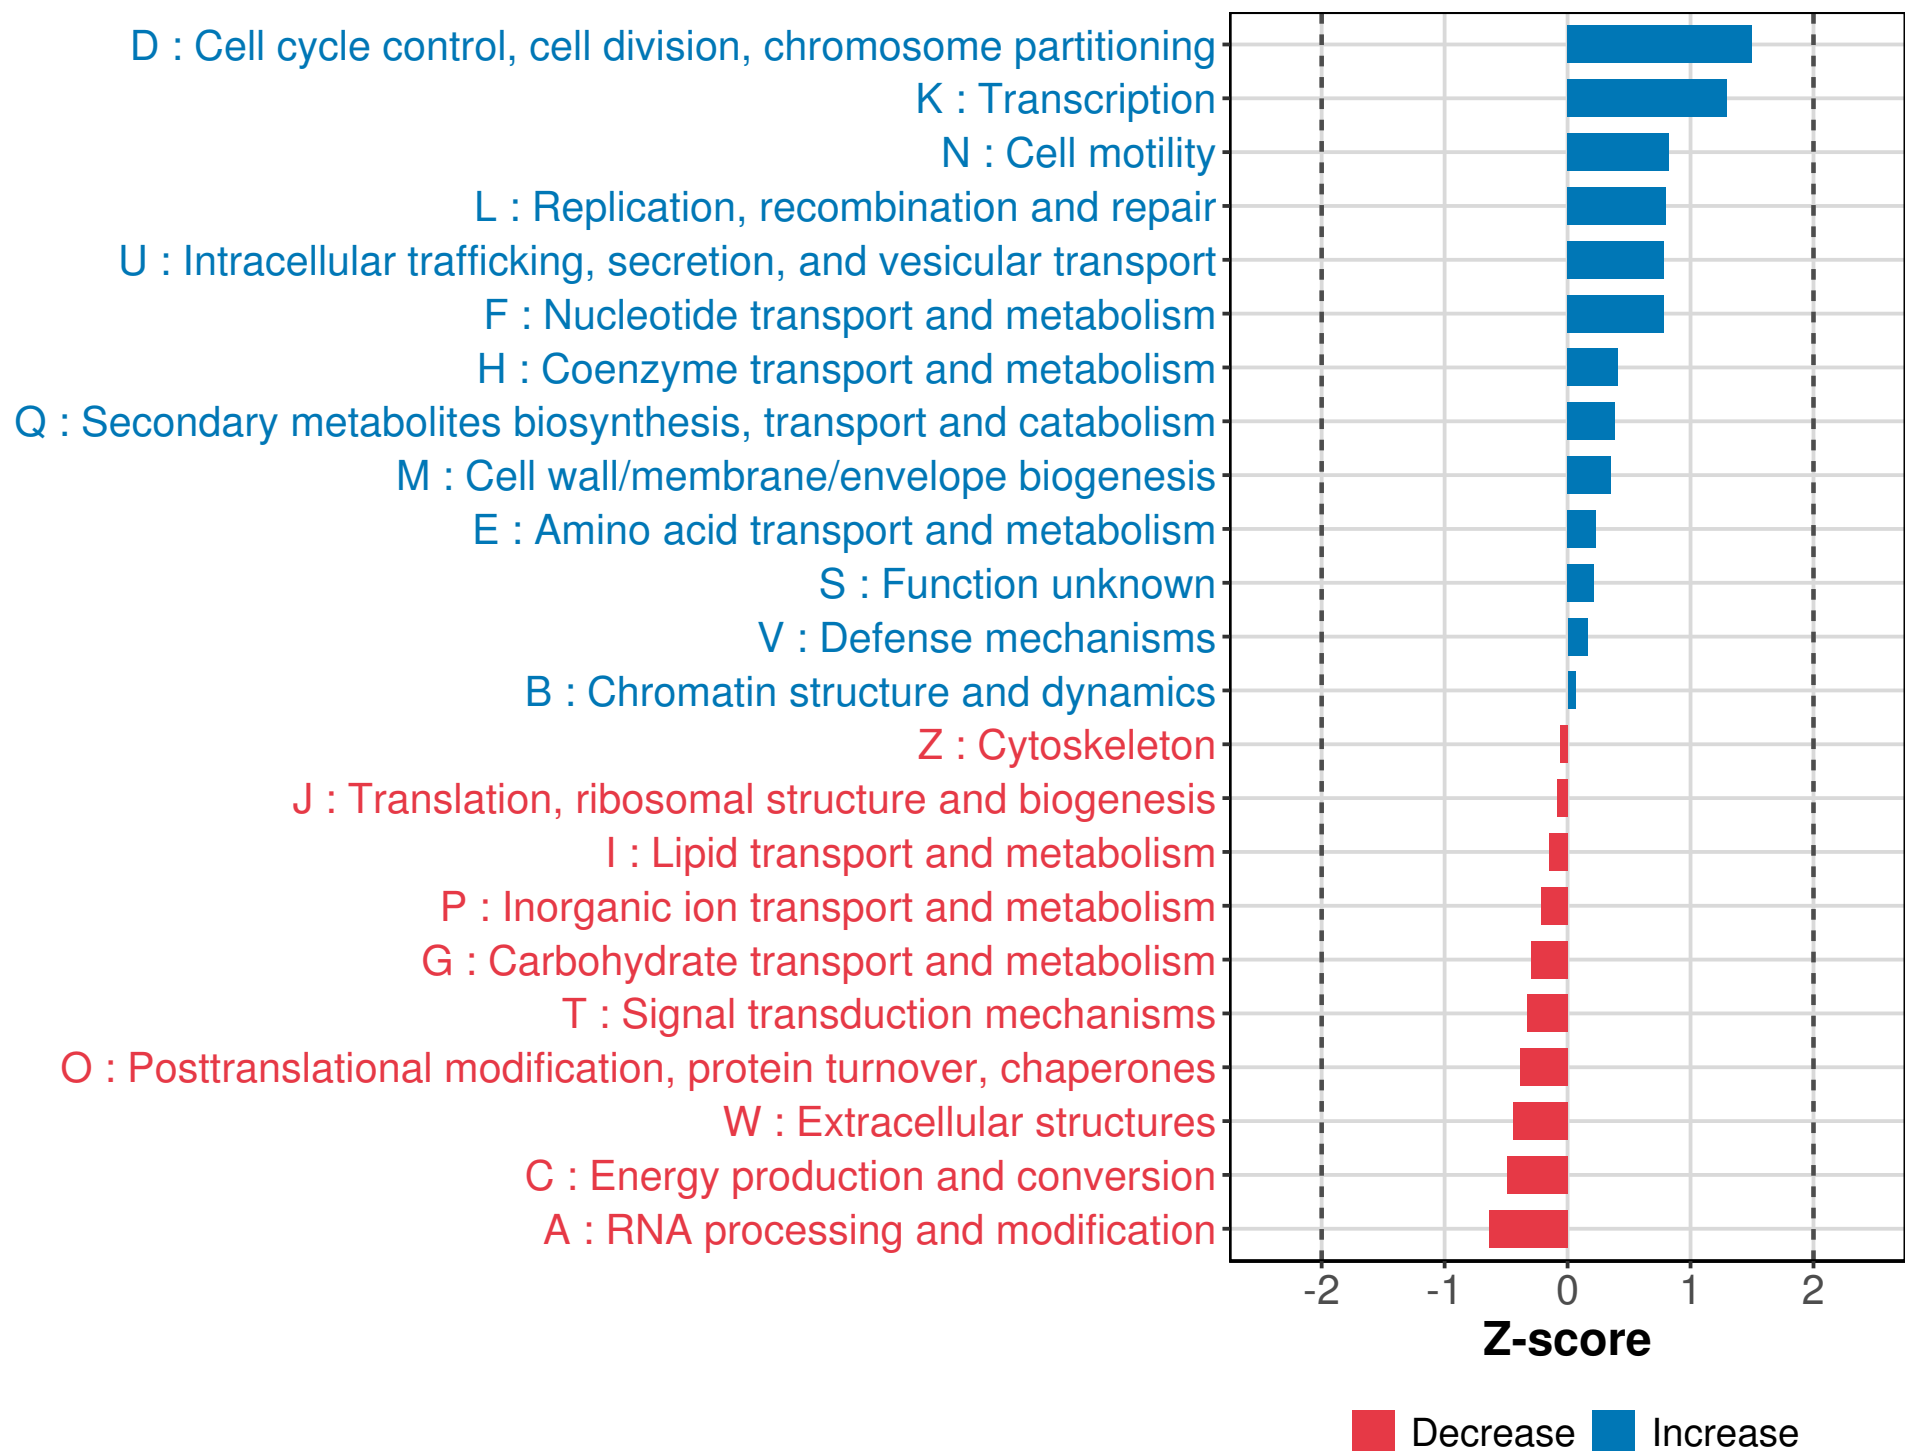 D : Cell cycle control, cell division, chromosome partitioning
K : Transcription
N : Cell motility
L : Replication, recombination and repair
U : Intracellular trafficking, secretion, and vesicular transport
F : Nucleotide transport and metabolism
H : Coenzyme transport and metabolism
Q : Secondary metabolites biosynthesis, transport and catabolism
M : Cell wall/membrane/envelope biogenesis
E : Amino acid transport and metabolism
S : Function unknown
V : Defense mechanisms
B : Chromatin structure and dynamics
Z : Cytoskeleton
J : Translation, ribosomal structure and biogenesis
I : Lipid transport and metabolism
P : Inorganic ion transport and metabolism
G : Carbohydrate transport and metabolism
T : Signal transduction mechanisms
O : Posttranslational modification, protein turnover, chaperones
W : Extracellular structures
C : Energy production and conversion
A : RNA processing and modification
-2 -1 0 1 2
Z-score
Decrease Increase